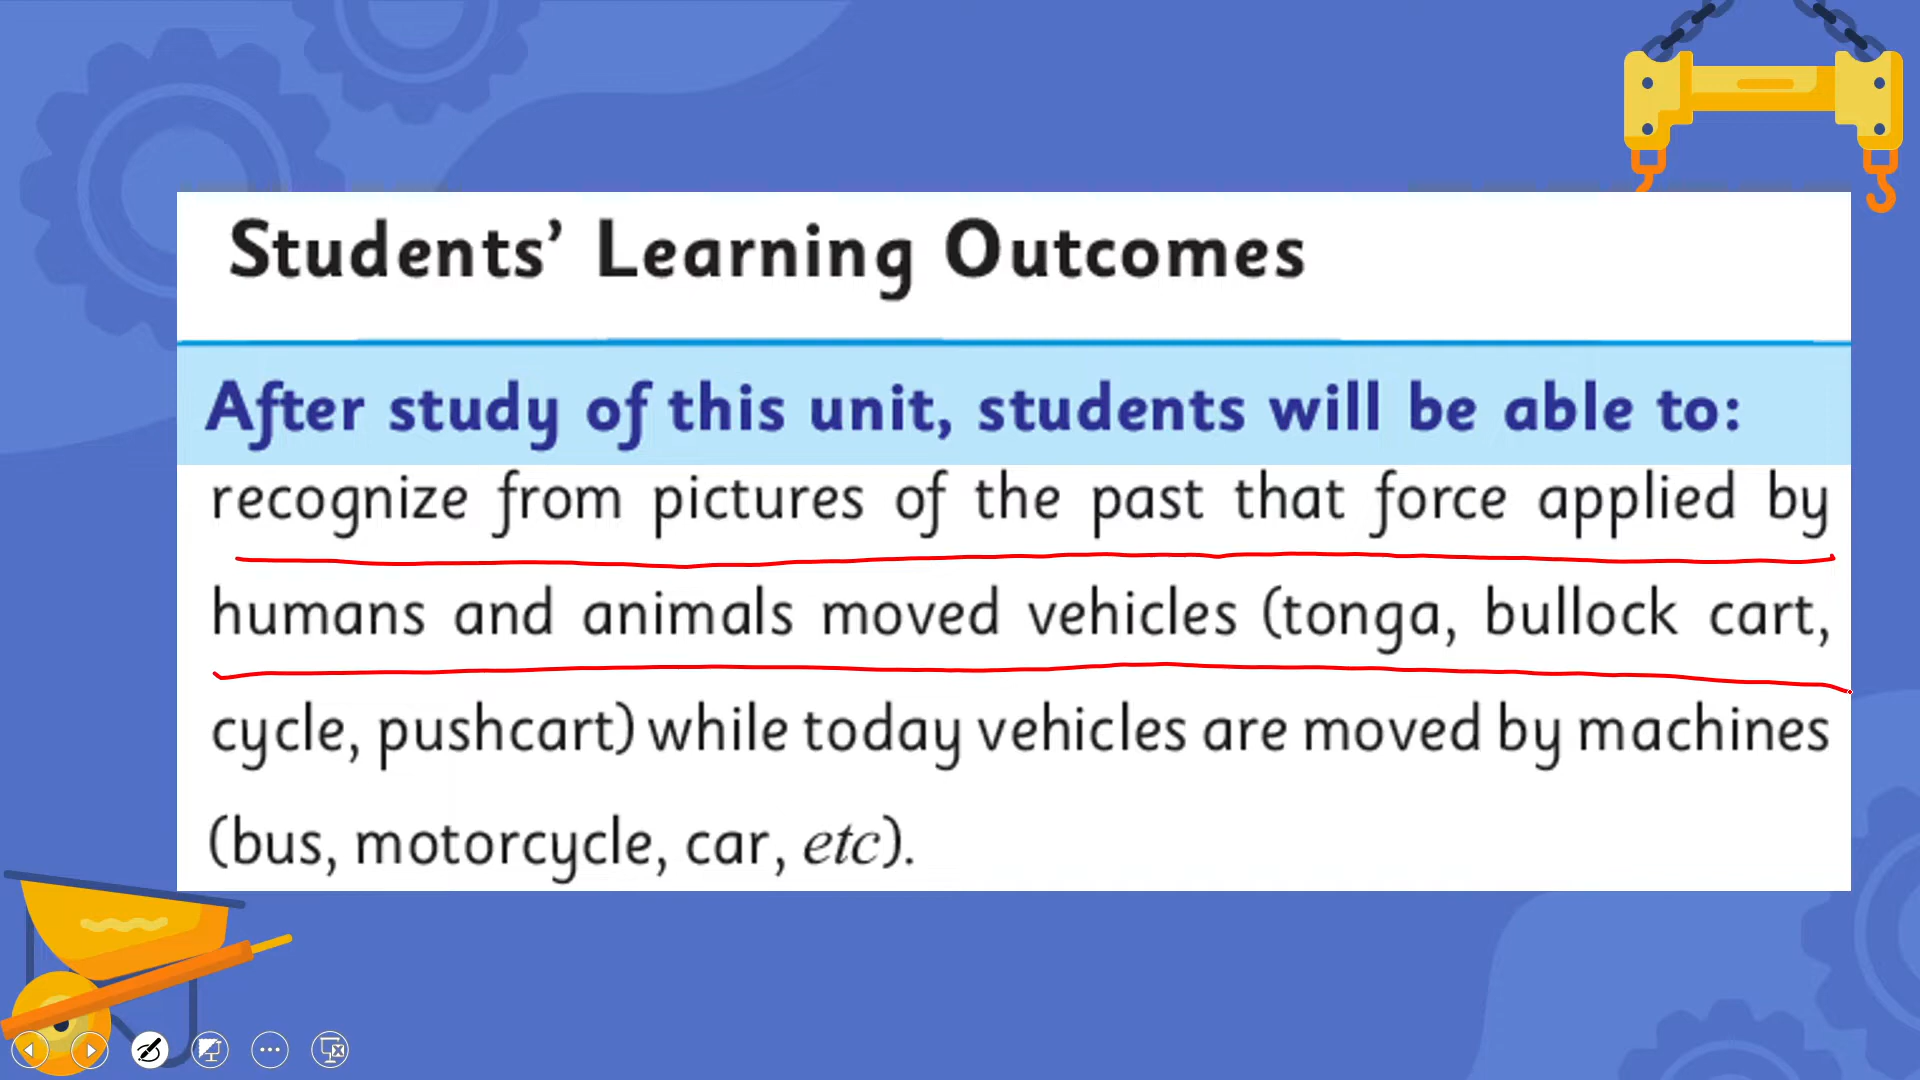 Students’ Learning Outcomes
After study of this unit, students will be able to:
recognize from pictures of the past that force applied by
humans and animals moved vehicles (tonga, bullock cart,
cycle, pushcart) while today vehicles are moved by machines
(bus, motorcycle, car, etc).